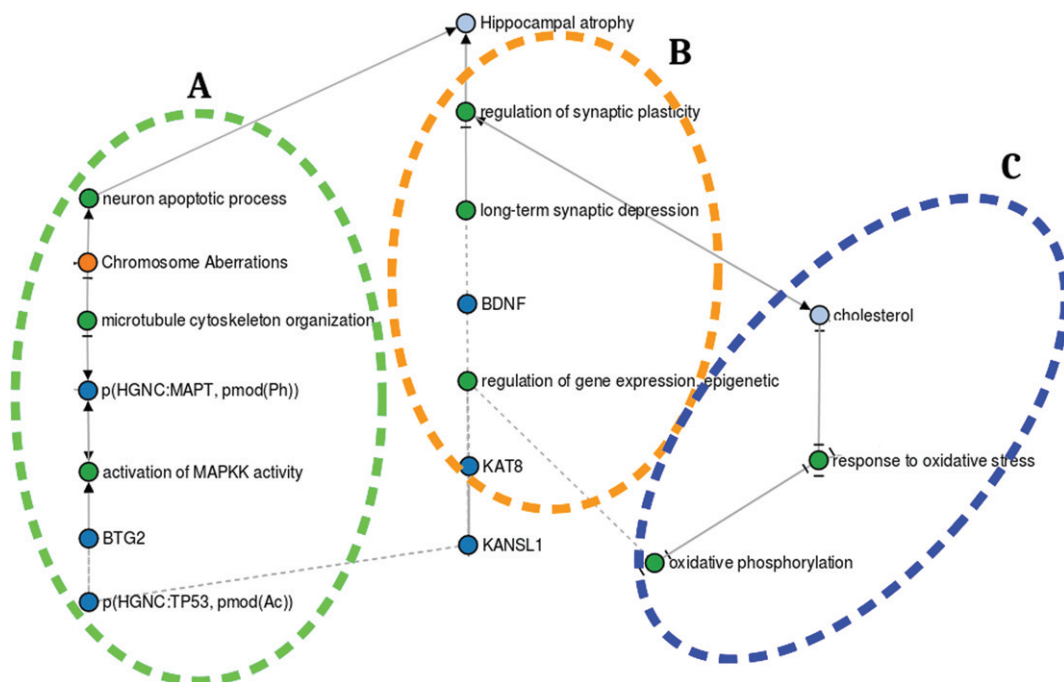 Hippocampal atrophy
B
A
regulation of synaptic plasticity
C
neuron apoptotic process
long-term synaptic depression
Chromosome Aberrations
BDNF
cholesterol
microtubule cytoskeleton organization
regulation of gene expression, epigenetic
p(HGNC:MAPT, pmod(Ph))
KAT8
response to oxidative stress
activation of MAPKK activity
BTG2
KANSL1
oxidative phosphorylation
p(HGNC:TP53, pmod(Ac))